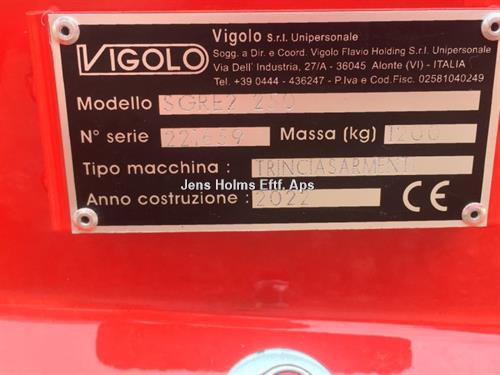 VIGOLO
Vigolo S.r.l. Unipersonale
Sogg. a Dir. e Coord. Vigolo Flavio Holding S.r.l. Unipersonale
Via Dell' Industria, 27/A - 36045 Alonte (VI) - ITALIA
Tel. +39 0444 - 436247 - P.Iva e Cod.Fisc. 02581040249
Modello SGRE2 250
N° serie 221659 Massa (kg) 1200
Tipo macchina : TRINCIASARMENTI
Jens Holms Eftf. Aps
Anno costruzione : 2022 CE